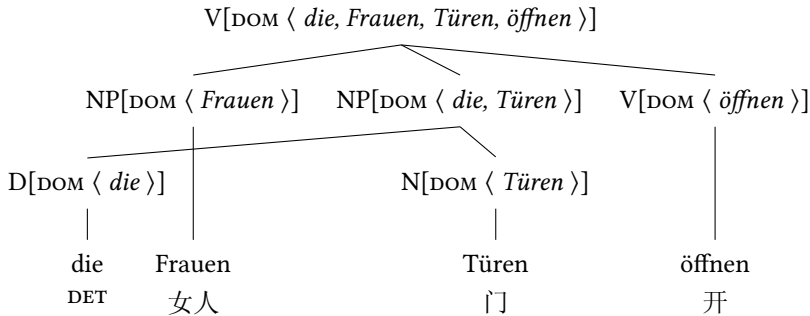 V[DOM ⟨ die, Frauen, Türen, öffnen ⟩]
NP[DOM ⟨ Frauen ⟩] NP[DOM ⟨ die, Türen ⟩] V[DOM ⟨ öffnen ⟩]
D[DOM ⟨ die ⟩] N[DOM ⟨ Türen ⟩]
die Frauen Türen öffnen
DET 女人 门 开